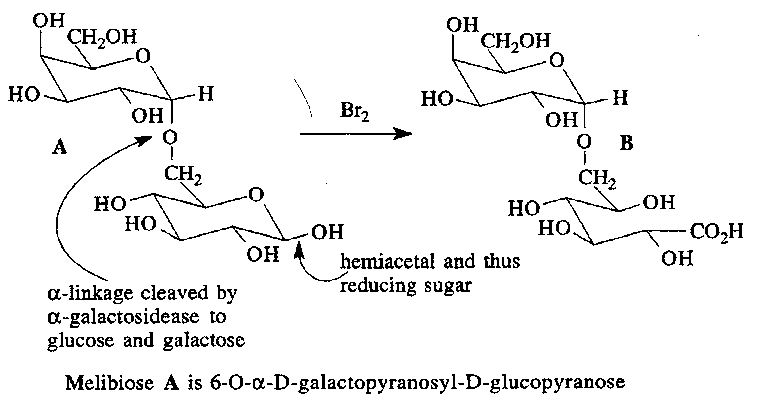 OH
CH₂OH
O
HO
OH
H
A
O
CH₂
HO
O
HO
OH
OH
Br₂
OH
CH₂OH
O
HO
OH
H
O
B
CH₂
HO
OH
HO
CO₂H
OH
α-linkage cleaved by
α-galactosidease to
glucose and galactose
hemiacetal and thus
reducing sugar
Melibiose A is 6-O-α-D-galactopyranosyl-D-glucopyranose